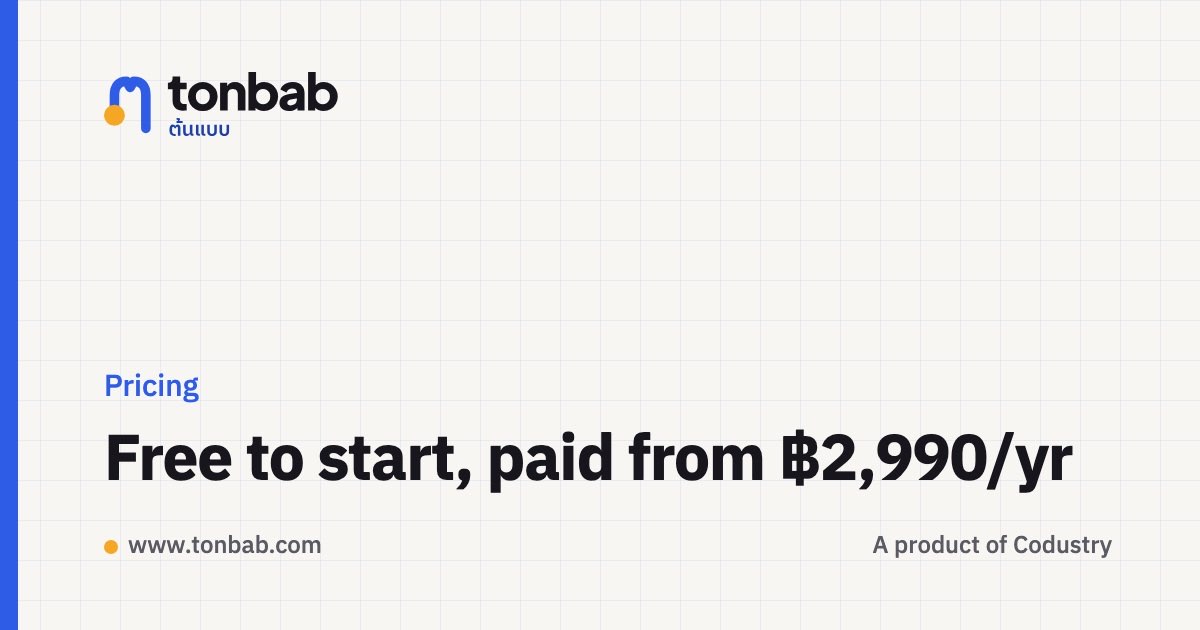 tonbab
ต้นแบบ
Pricing
Free to start, paid from ฿2,990/yr
www.tonbab.com
A product of Codustry